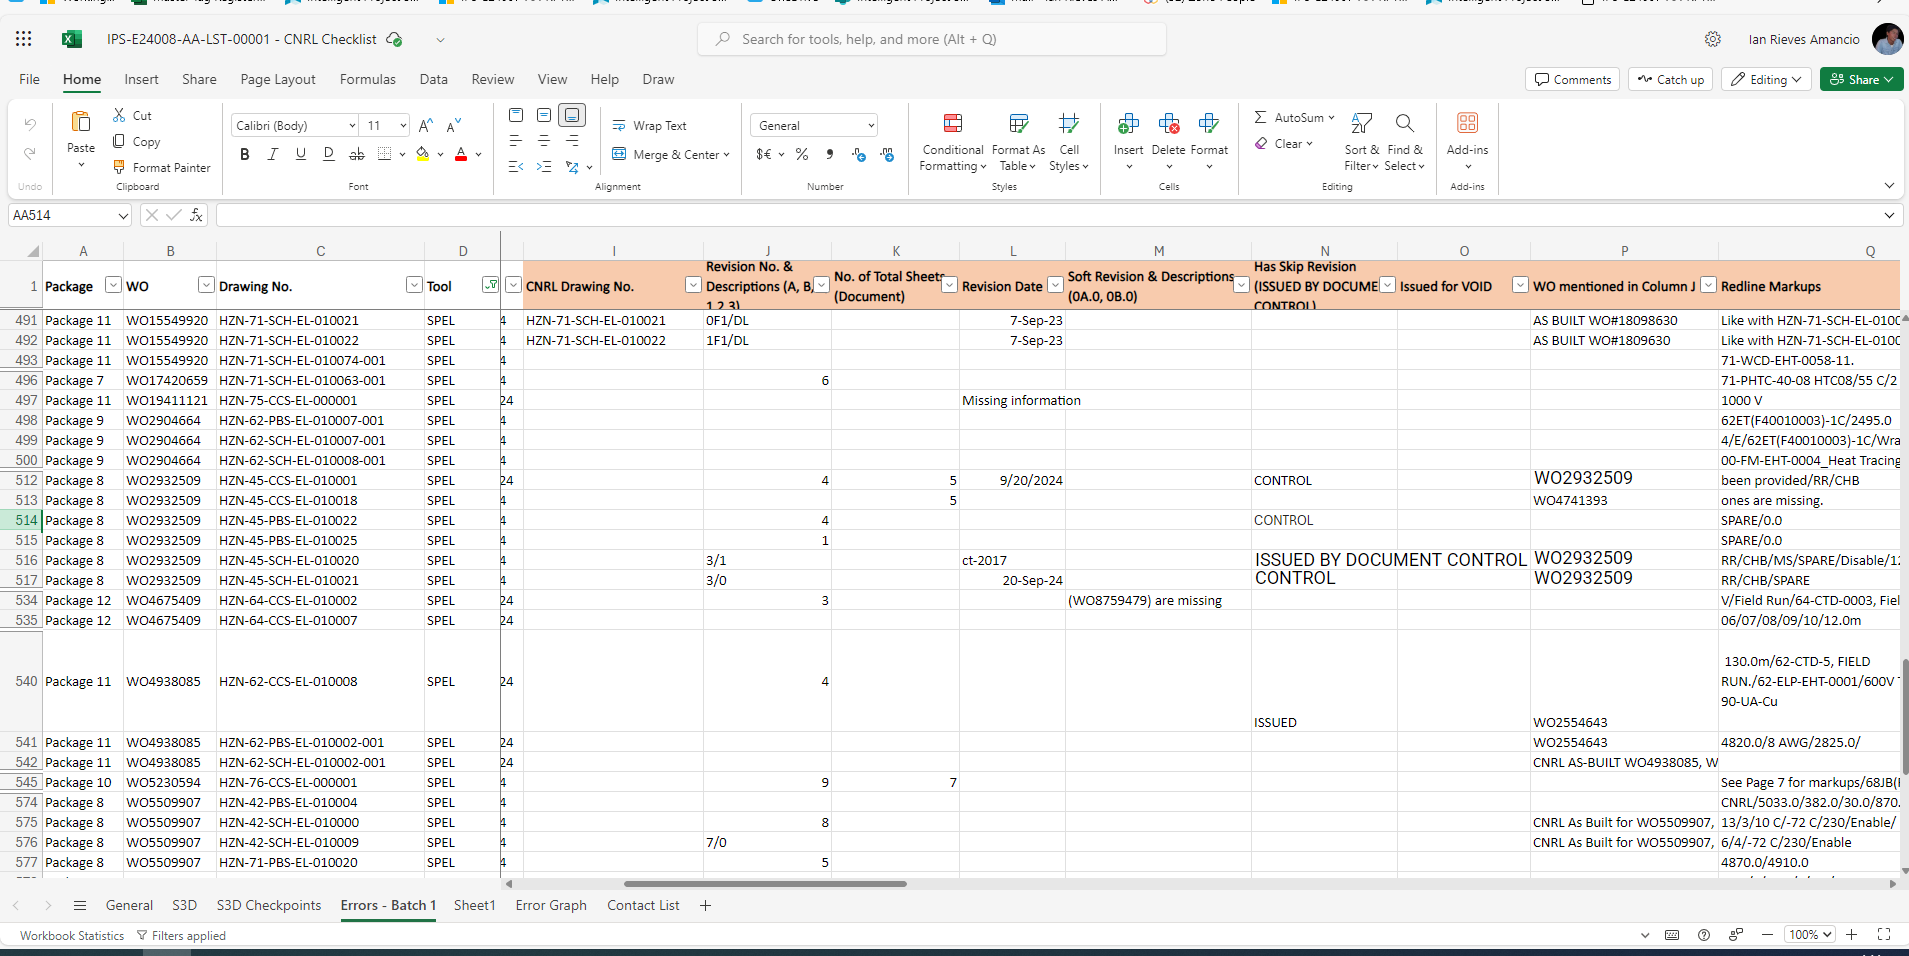 IPS-E24008-AA-LST-00001 - CNRL Checklist
Search for tools, help, and more (Alt + Q)
Ian Rieves Amancio
File Home Insert Share Page Layout Formulas Data Review View Help Draw
Comments Catch up Editing Share
Cut
Copy
Paste
Format Painter
Calibri (Body) 11
B I U D ab A
Wrap Text
Merge & Center
General
$€ % 9
Conditional Formatting
Format As Table
Cell Styles
Insert Delete Format
AutoSum
Clear
Sort & Filter
Find & Select
Add-ins
Undo Clipboard Font Alignment Number Styles Cells Editing Add-ins
AA514 fx
A B C D I J K L M N O P Q
1 Package WO Drawing No. Tool CNRL Drawing No. Revision No. & Descriptions (A, B, 1,2,3) No. of Total Sheets (Document) Revision Date Soft Revision & Descriptions (0A.0, 0B.0) Has Skip Revision (ISSUED BY DOCUME CONTROL) Issued for VOID WO mentioned in Column J Redline Markups
491 Package 11 WO15549920 HZN-71-SCH-EL-010021 SPEL 4 HZN-71-SCH-EL-010021 0F1/DL 7-Sep-23 AS BUILT WO#18098630 Like with HZN-71-SCH-EL-010
492 Package 11 WO15549920 HZN-71-SCH-EL-010022 SPEL 4 HZN-71-SCH-EL-010022 1F1/DL 7-Sep-23 AS BUILT WO#1809630 Like with HZN-71-SCH-EL-010
493 Package 11 WO15549920 HZN-71-SCH-EL-010074-001 SPEL 4 71-WCD-EHT-0058-11.
496 Package 7 WO17420659 HZN-71-SCH-EL-010063-001 SPEL 4 6 71-PHTC-40-08 HTC08/55 C/2
497 Package 11 WO19411121 HZN-75-CCS-EL-000001 SPEL 24 Missing information 1000 V
498 Package 9 WO2904664 HZN-62-PBS-EL-010007-001 SPEL 4 62ET(F40010003)-1C/2495.0
499 Package 9 WO2904664 HZN-62-SCH-EL-010007-001 SPEL 4 4/E/62ET(F40010003)-1C/Wra
500 Package 9 WO2904664 HZN-62-SCH-EL-010008-001 SPEL 4 00-FM-EHT-0004_Heat Tracing
512 Package 8 WO2932509 HZN-45-CCS-EL-010001 SPEL 24 4 5 9/20/2024 CONTROL WO2932509 been provided/RR/CHB
513 Package 8 WO2932509 HZN-45-CCS-EL-010018 SPEL 4 5 WO4741393 ones are missing.
514 Package 8 WO2932509 HZN-45-PBS-EL-010022 SPEL 4 4 CONTROL SPARE/0.0
515 Package 8 WO2932509 HZN-45-PBS-EL-010025 SPEL 4 1 SPARE/0.0
516 Package 8 WO2932509 HZN-45-SCH-EL-010020 SPEL 4 3/1 ct-2017 ISSUED BY DOCUMENT CONTROL WO2932509 RR/CHB/MS/SPARE/Disable/12
517 Package 8 WO2932509 HZN-45-SCH-EL-010021 SPEL 4 3/0 20-Sep-24 CONTROL WO2932509 RR/CHB/SPARE
534 Package 12 WO4675409 HZN-64-CCS-EL-010002 SPEL 24 3 (WO8759479) are missing V/Field Run/64-CTD-0003, Fiel
535 Package 12 WO4675409 HZN-64-CCS-EL-010007 SPEL 24 06/07/08/09/10/12.0m
540 Package 11 WO4938085 HZN-62-CCS-EL-010008 SPEL 24 4 ISSUED WO2554643 130.0m/62-CTD-5, FIELD RUN./62-ELP-EHT-0001/600V 90-UA-Cu
541 Package 11 WO4938085 HZN-62-PBS-EL-010002-001 SPEL 24 WO2554643 4820.0/8 AWG/2825.0/
542 Package 11 WO4938085 HZN-62-SCH-EL-010002-001 SPEL 24 CNRL AS-BUILT WO4938085, W
545 Package 10 WO5230594 HZN-76-CCS-EL-000001 SPEL 4 9 7 See Page 7 for markups/68JB(
574 Package 8 WO5509907 HZN-42-PBS-EL-010004 SPEL 4 CNRL/5033.0/382.0/30.0/870.
575 Package 8 WO5509907 HZN-42-SCH-EL-010000 SPEL 4 8 CNRL As Built for WO5509907, 13/3/10 C/-72 C/230/Enable/
576 Package 8 WO5509907 HZN-42-SCH-EL-010009 SPEL 4 7/0 CNRL As Built for WO5509907, 6/4/-72 C/230/Enable
577 Package 8 WO5509907 HZN-71-PBS-EL-010020 SPEL 4 5 4870.0/4910.0
General S3D S3D Checkpoints Errors - Batch 1 Sheet1 Error Graph Contact List
Workbook Statistics Filters applied 100%